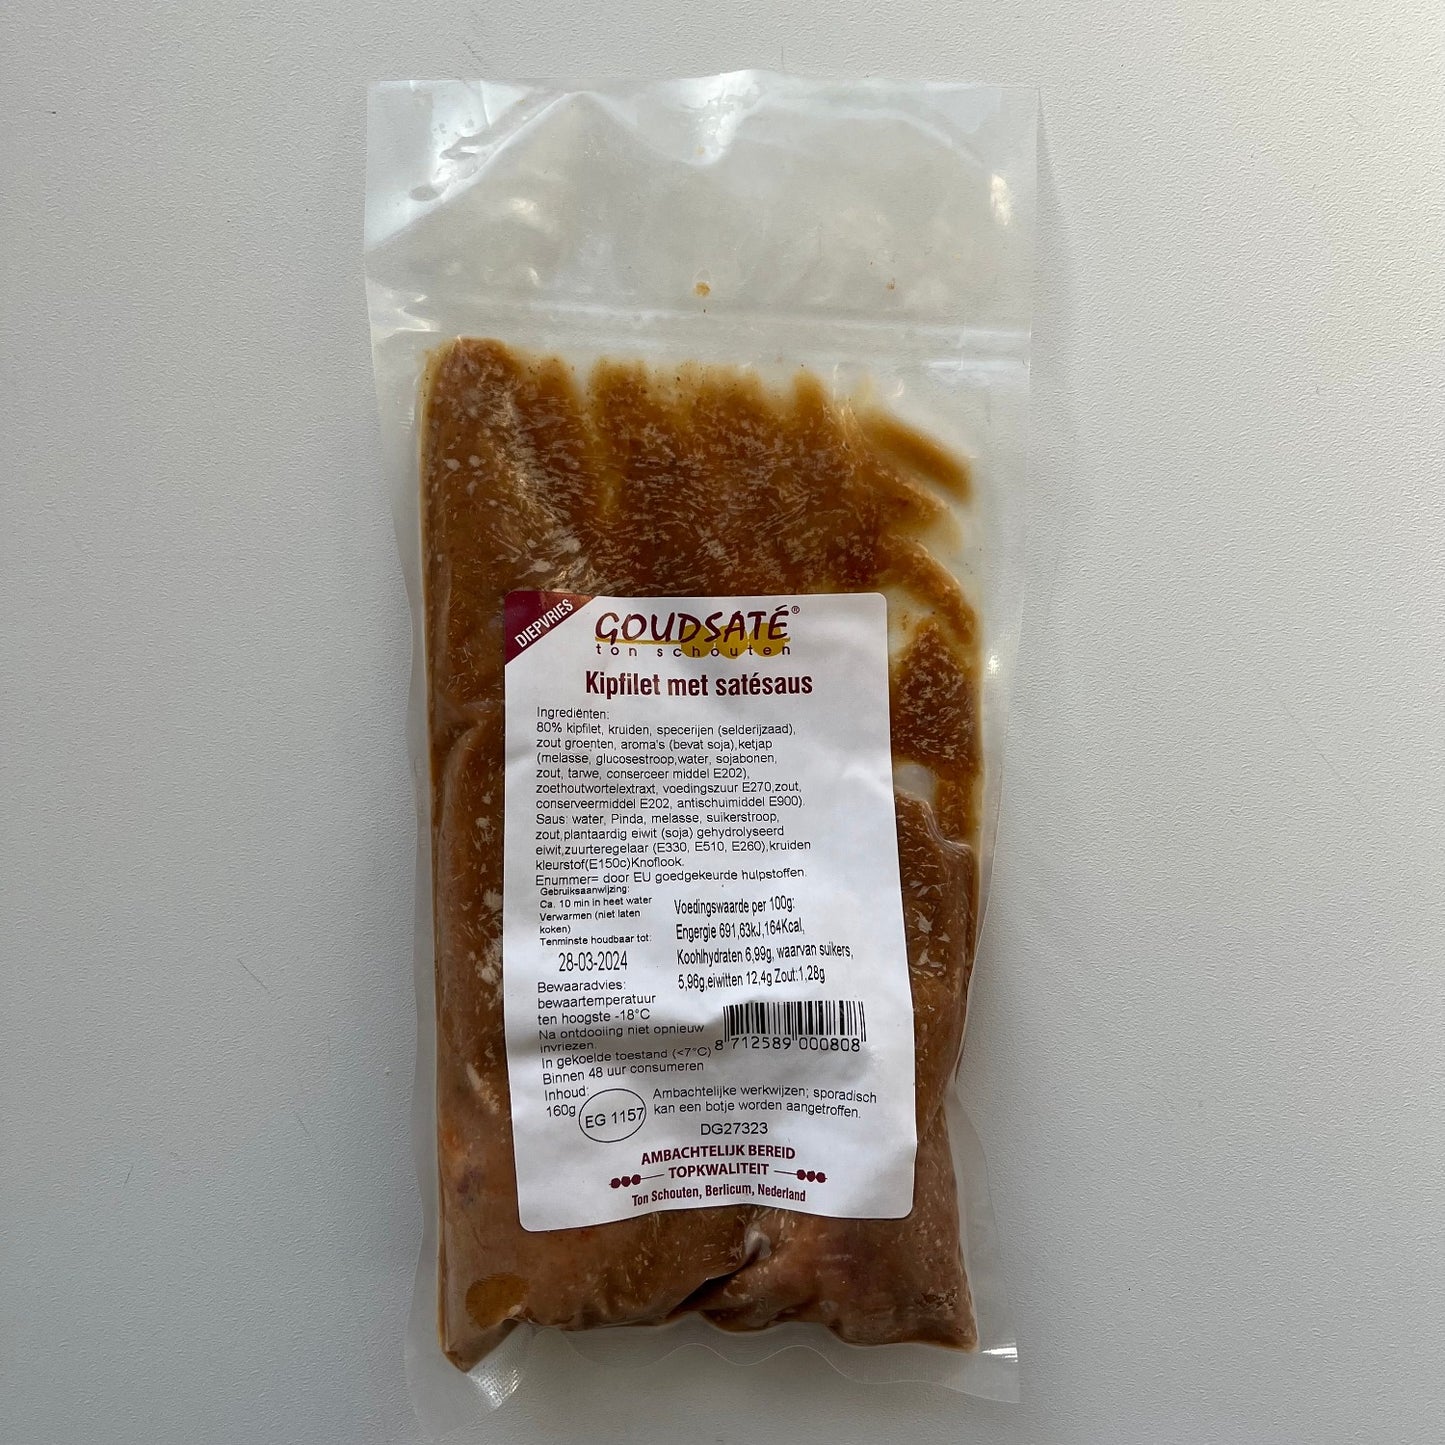 DIEPVRIES
GOUDSATÉ®
ton schouten
Kipfilet met satésaus
Ingrediënten:
80% kipfilet, kruiden, specerijen (selderijzaad),
zout groenten, aroma's (bevat soja),ketjap
(melasse, glucosestroop,water, sojabonen,
zout, tarwe, conserceer middel E202),
zoethoutwortelextraxt, voedingszuur E270,zout,
conserveermiddel E202, antischuimiddel E900).
Saus: water, Pinda, melasse, suikerstroop,
zout,plantaardig eiwit (soja) gehydrolyseerd
eiwit,zuurteregelaar (E330, E510, E260),kruiden
kleurstof(E150c)Knoflook.
Enummer= door EU goedgekeurde hulpstoffen.
Gebruiksaanwijzing:
Ca. 10 min in heet water
Verwarmen (niet laten
koken)
Tenminste houdbaar tot:
28-03-2024
Voedingswaarde per 100g:
Engergie 691,63kJ,164Kcal,
Koohlhydraten 6,99g, waarvan suikers,
5,96g,eiwitten 12,4g Zout:1,28g
Bewaaradvies:
bewaartemperatuur
ten hoogste -18°C
Na ontdooiing niet opnieuw
invriezen.
In gekoelde toestand (<7°C)
Binnen 48 uur consumeren
8 712589 000808
Inhoud:
160g
EG 1157
Ambachtelijke werkwijzen; sporadisch
kan een botje worden aangetroffen.
DG27323
AMBACHTELIJK BEREID
TOPKWALITEIT
Ton Schouten, Berlicum, Nederland